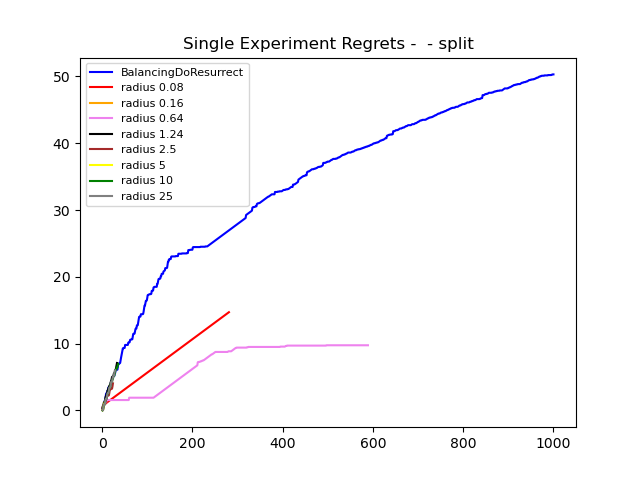 Single Experiment Regrets -  - split
BalancingDoResurrect
radius 0.08
radius 0.16
radius 0.64
radius 1.24
radius 2.5
radius 5
radius 10
radius 25
50
40
30
20
10
0
0 200 400 600 800 1000